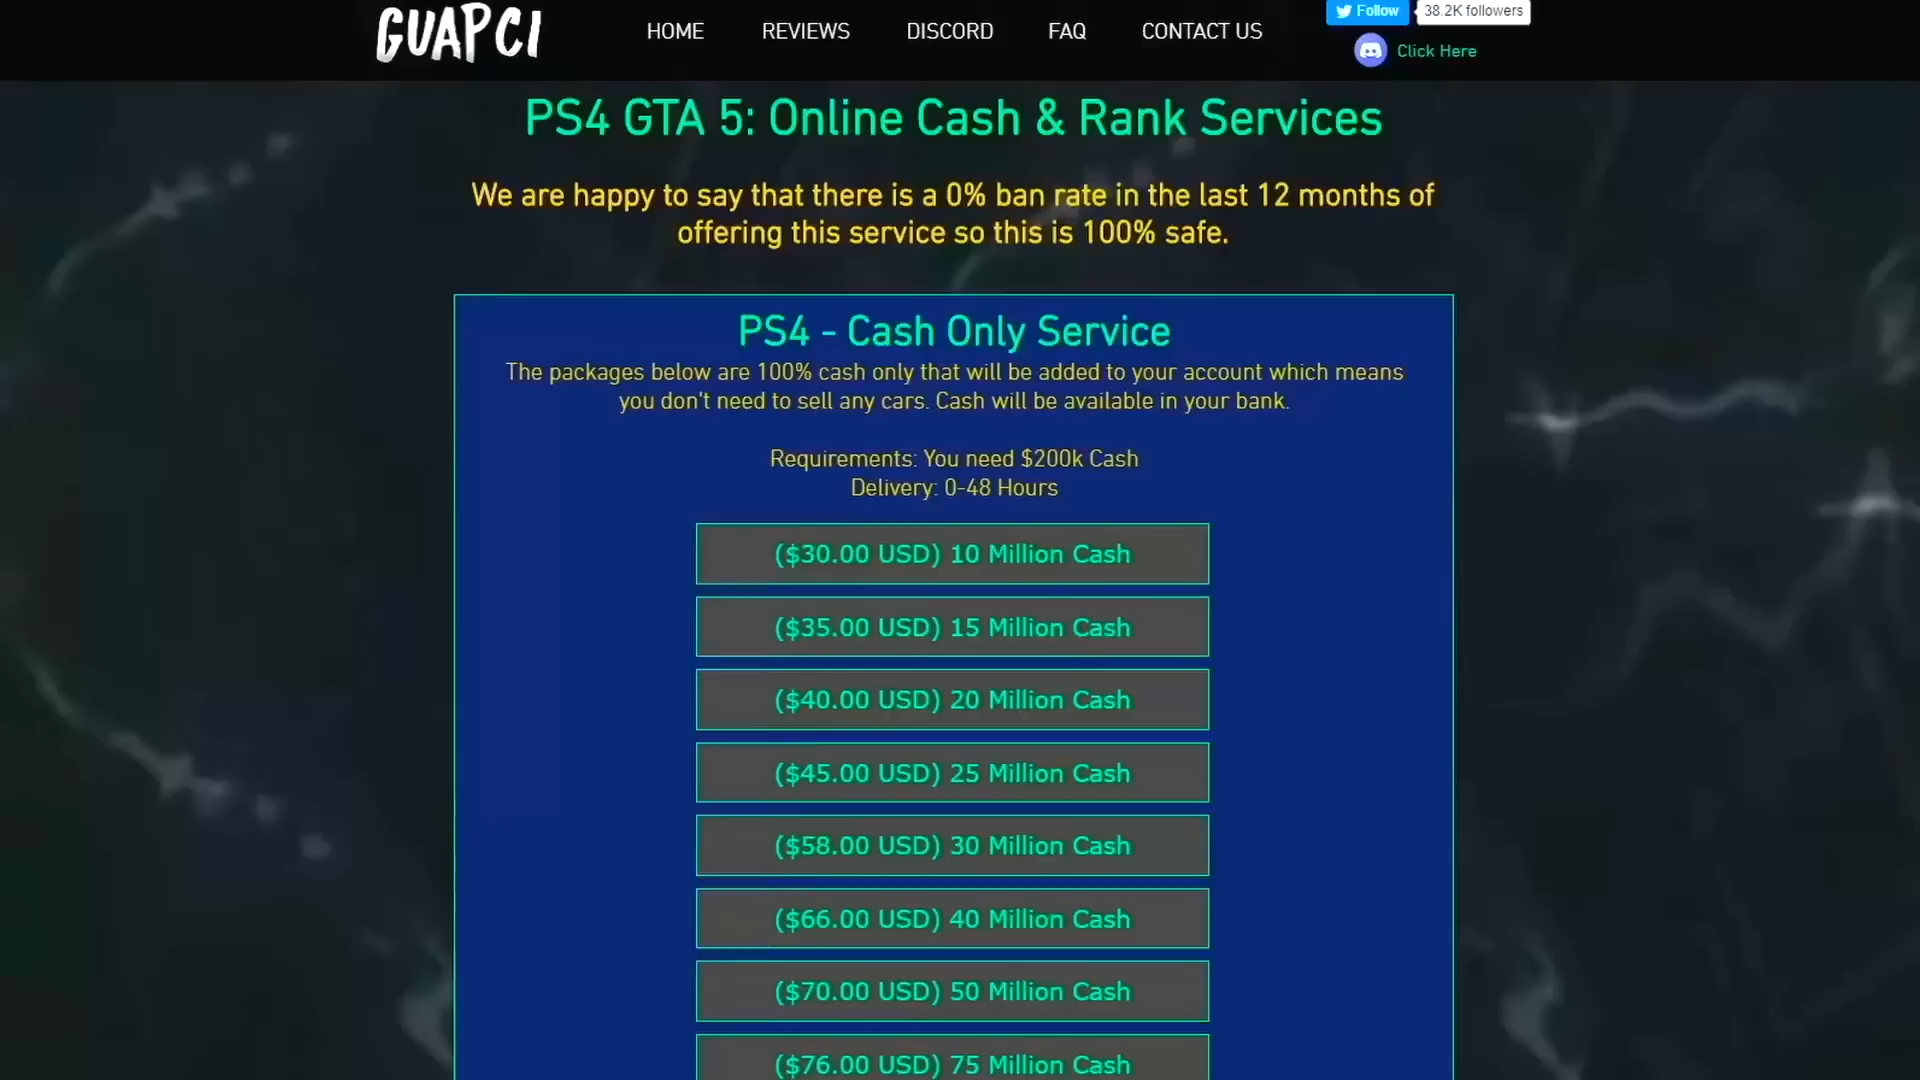 GUAPCI
HOME
REVIEWS
DISCORD
FAQ
CONTACT US
Follow
38.2K followers
Click Here
PS4 GTA 5: Online Cash & Rank Services
We are happy to say that there is a 0% ban rate in the last 12 months of
offering this service so this is 100% safe.
PS4 - Cash Only Service
The packages below are 100% cash only that will be added to your account which means
you don't need to sell any cars. Cash will be available in your bank.
Requirements: You need $200k Cash
Delivery: 0-48 Hours
($30.00 USD) 10 Million Cash
($35.00 USD) 15 Million Cash
($40.00 USD) 20 Million Cash
($45.00 USD) 25 Million Cash
($58.00 USD) 30 Million Cash
($66.00 USD) 40 Million Cash
($70.00 USD) 50 Million Cash
($76.00 USD) 75 Million Cash